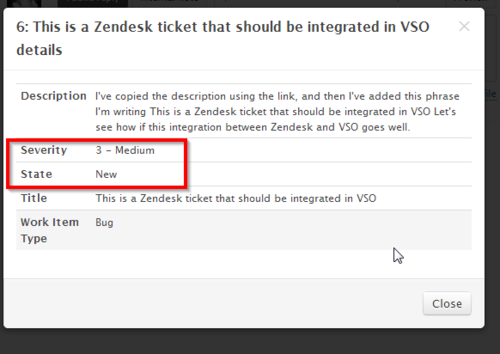 6: This is a Zendesk ticket that should be integrated in VSO
details
Description I've copied the description using the link, and then I've added this phrase
I'm writing This is a Zendesk ticket that should be integrated in VSO Let's
see how if this integration between Zendesk and VSO goes well.
Severity 3 - Medium
State New
Title This is a Zendesk ticket that should be integrated in VSO
Work Item Bug
Type
Close